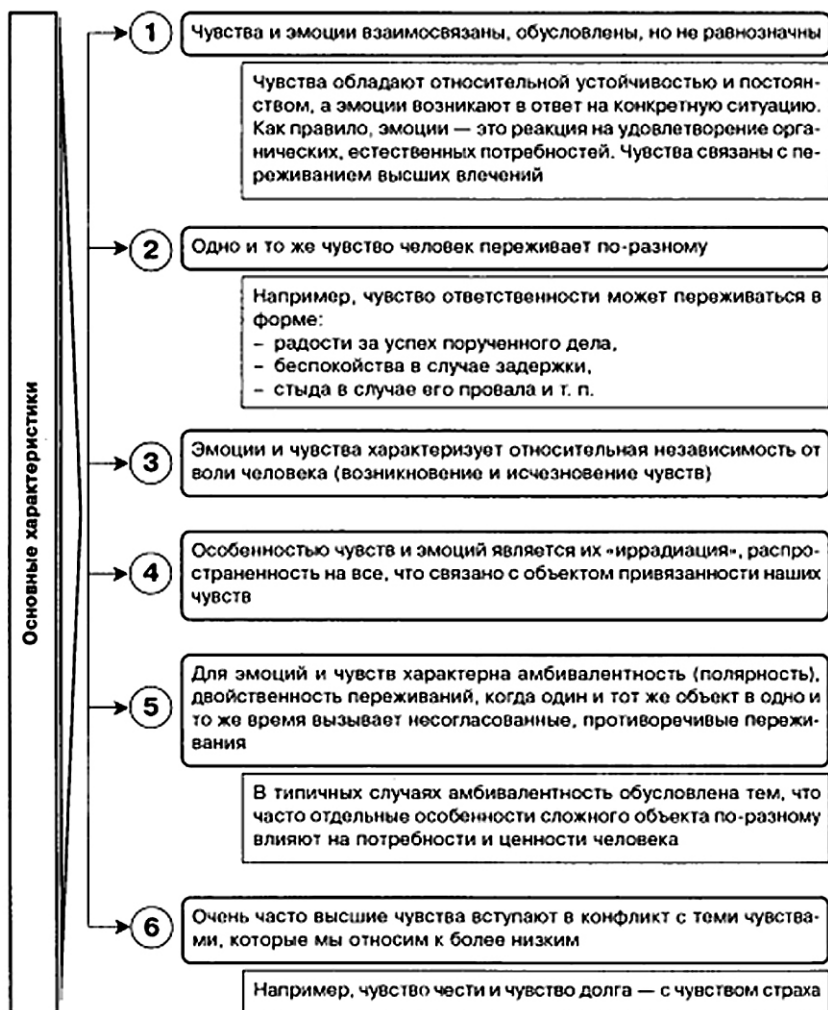 Основные характеристики
1
Чувства и эмоции взаимосвязаны, обусловлены, но не равнозначны
Чувства обладают относительной устойчивостью и постоян-
ством, а эмоции возникают в ответ на конкретную ситуацию.
Как правило, эмоции — это реакция на удовлетворение орга-
нических, естественных потребностей. Чувства связаны с пе-
реживанием высших влечений
2
Одно и то же чувство человек переживает по-разному
Например, чувство ответственности может переживаться в
форме:
– радости за успех порученного дела,
– беспокойства в случае задержки,
– стыда в случае его провала и т. п.
3
Эмоции и чувства характеризует относительная независимость от
воли человека (возникновение и исчезновение чувств)
4
Особенностью чувств и эмоций является их «иррадиация», распро-
страненность на все, что связано с объектом привязанности наших
чувств
5
Для эмоций и чувств характерна амбивалентность (полярность),
двойственность переживаний, когда один и тот же объект в одно и
то же время вызывает несогласованные, противоречивые пережи-
вания
В типичных случаях амбивалентность обусловлена тем, что
часто отдельные особенности сложного объекта по-разному
влияют на потребности и ценности человека
6
Очень часто высшие чувства вступают в конфликт с теми чувства-
ми, которые мы относим к более низким
Например, чувство чести и чувство долга — с чувством страха